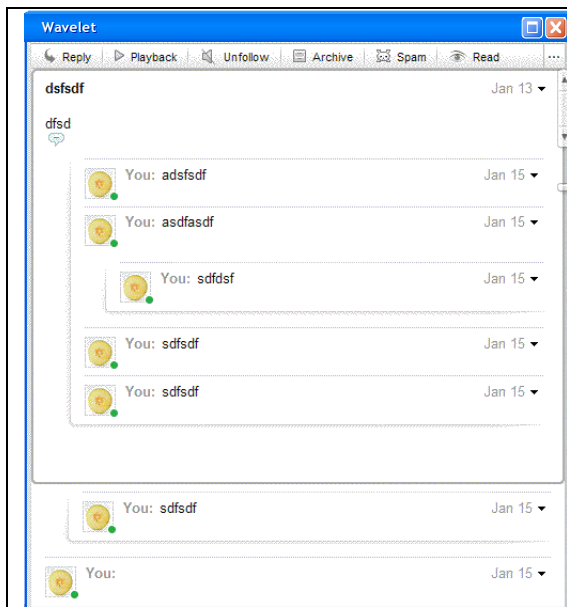 Wavelet
Reply Playback Unfollow Archive Spam Read ...
dsfsdf Jan 13
dfsd
You: adsfsdf Jan 15
You: asdfasdf Jan 15
You: sdfdsf Jan 15
You: sdfsdf Jan 15
You: sdfsdf Jan 15
You: sdfsdf Jan 15
You: Jan 15